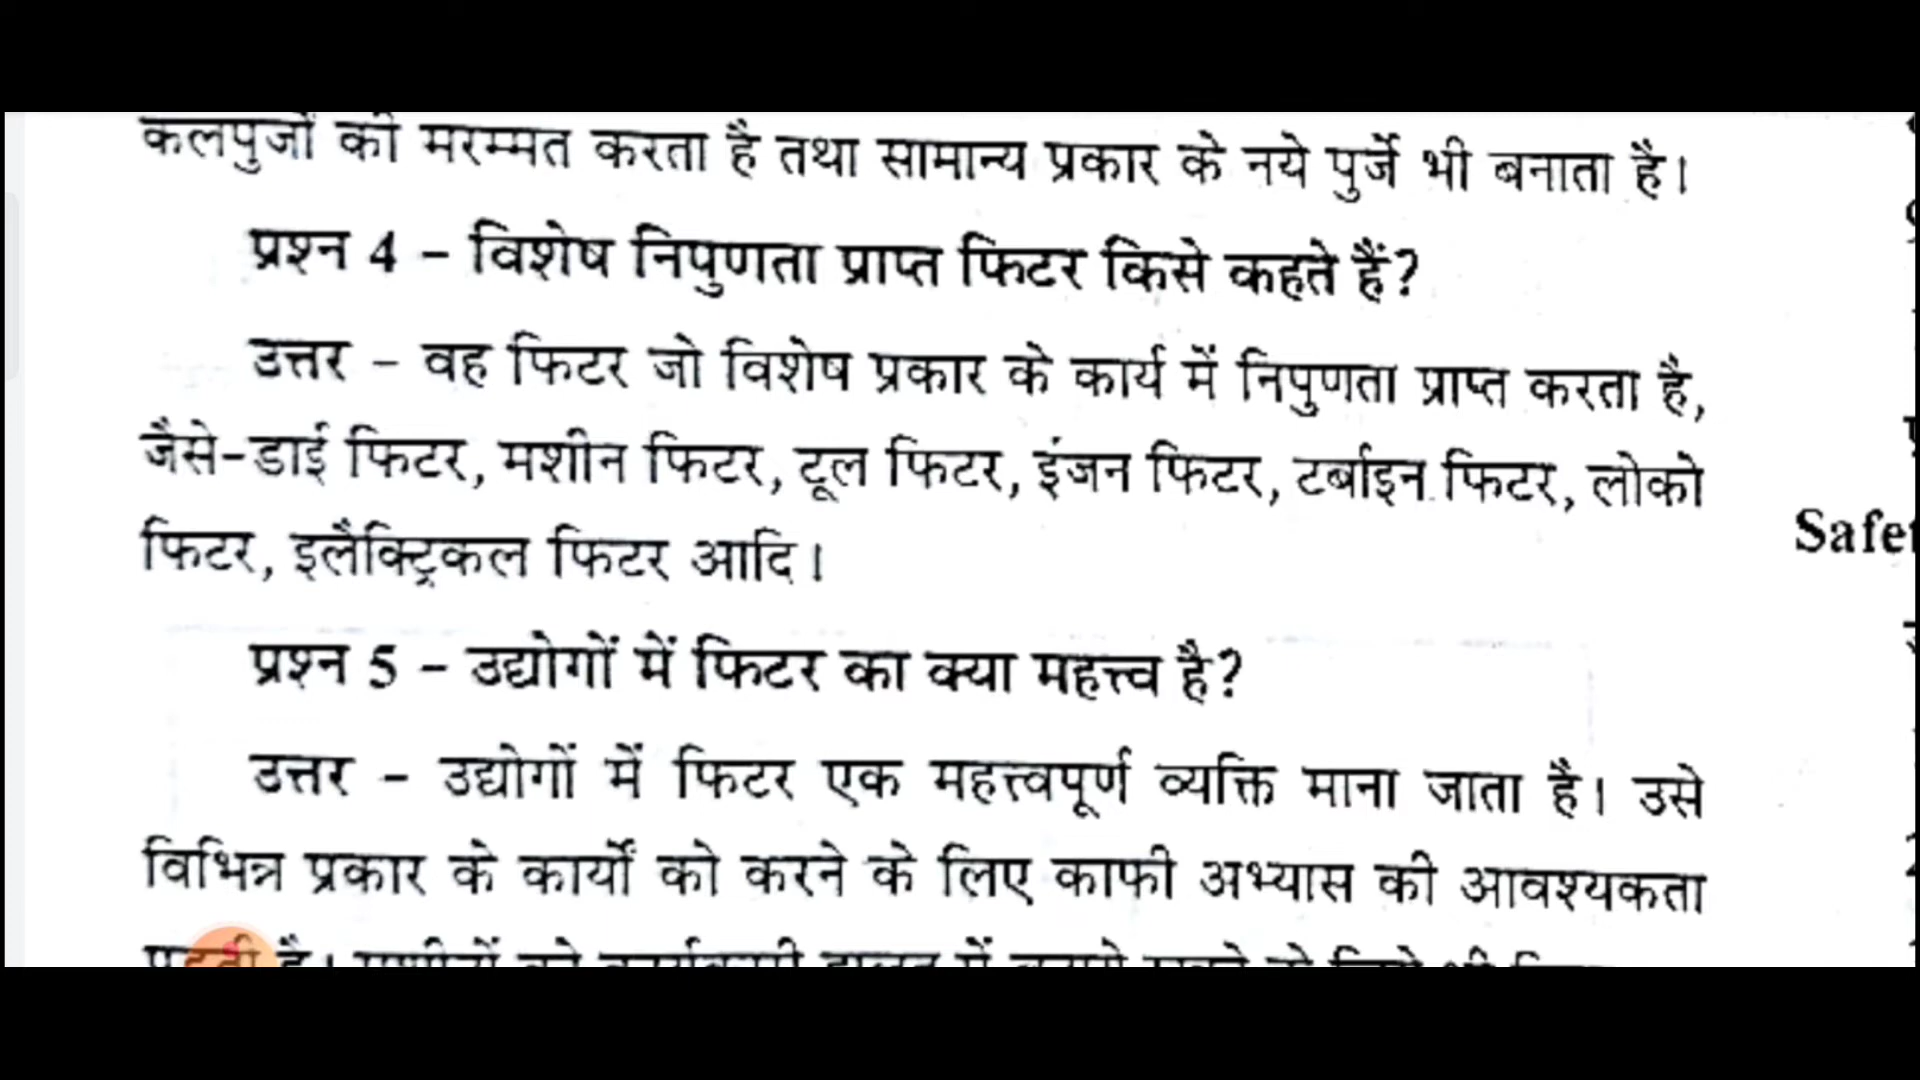 कलपुर्जों की मरम्मत करता है तथा सामान्य प्रकार के नये पुर्जे भी बनाता है।
प्रश्न 4 – विशेष निपुणता प्राप्त फिटर किसे कहते हैं?
उत्तर – वह फिटर जो विशेष प्रकार के कार्य में निपुणता प्राप्त करता है,
जैसे-डाई फिटर, मशीन फिटर, टूल फिटर, इंजन फिटर, टर्बाइन फिटर, लोको
फिटर, इलैक्ट्रिकल फिटर आदि।
प्रश्न 5 – उद्योगों में फिटर का क्या महत्त्व है?
उत्तर – उद्योगों में फिटर एक महत्त्वपूर्ण व्यक्ति माना जाता है। उसे
विभिन्न प्रकार के कार्यों को करने के लिए काफी अभ्यास की आवश्यकता